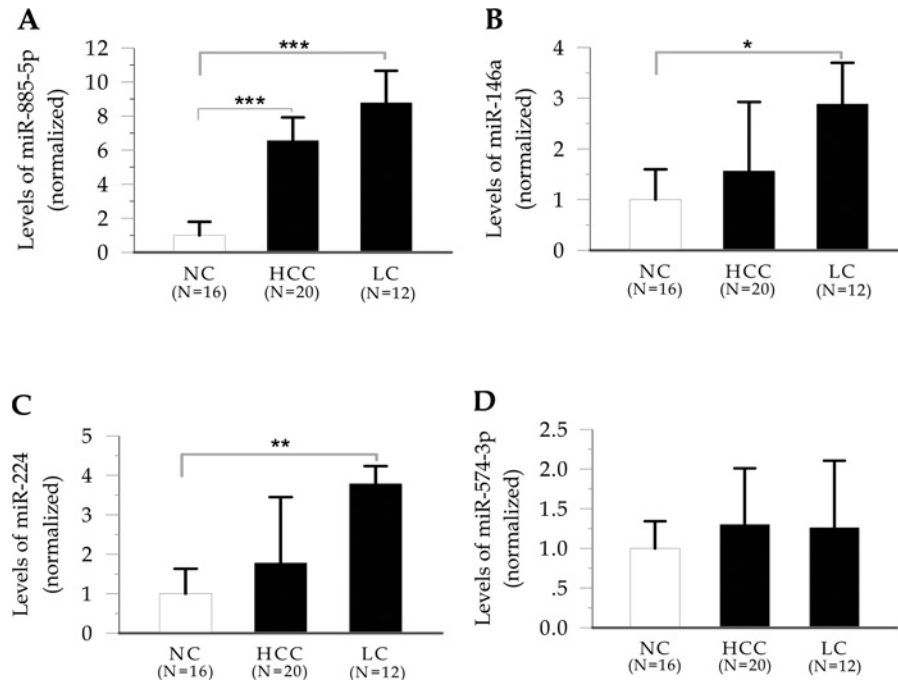 A
Levels of miR-885-5p
(normalized)
12
10
8
6
4
2
0
***
***
NC
(N=16)
HCC
(N=20)
LC
(N=12)
B
Levels of miR-146a
(normalized)
4
3
2
1
0
*
NC
(N=16)
HCC
(N=20)
LC
(N=12)
C
Levels of miR-224
(normalized)
5
4
3
2
1
0
**
NC
(N=16)
HCC
(N=20)
LC
(N=12)
D
Levels of miR-574-3p
(normalized)
2.5
2.0
1.5
1.0
.5
0.0
NC
(N=16)
HCC
(N=20)
LC
(N=12)